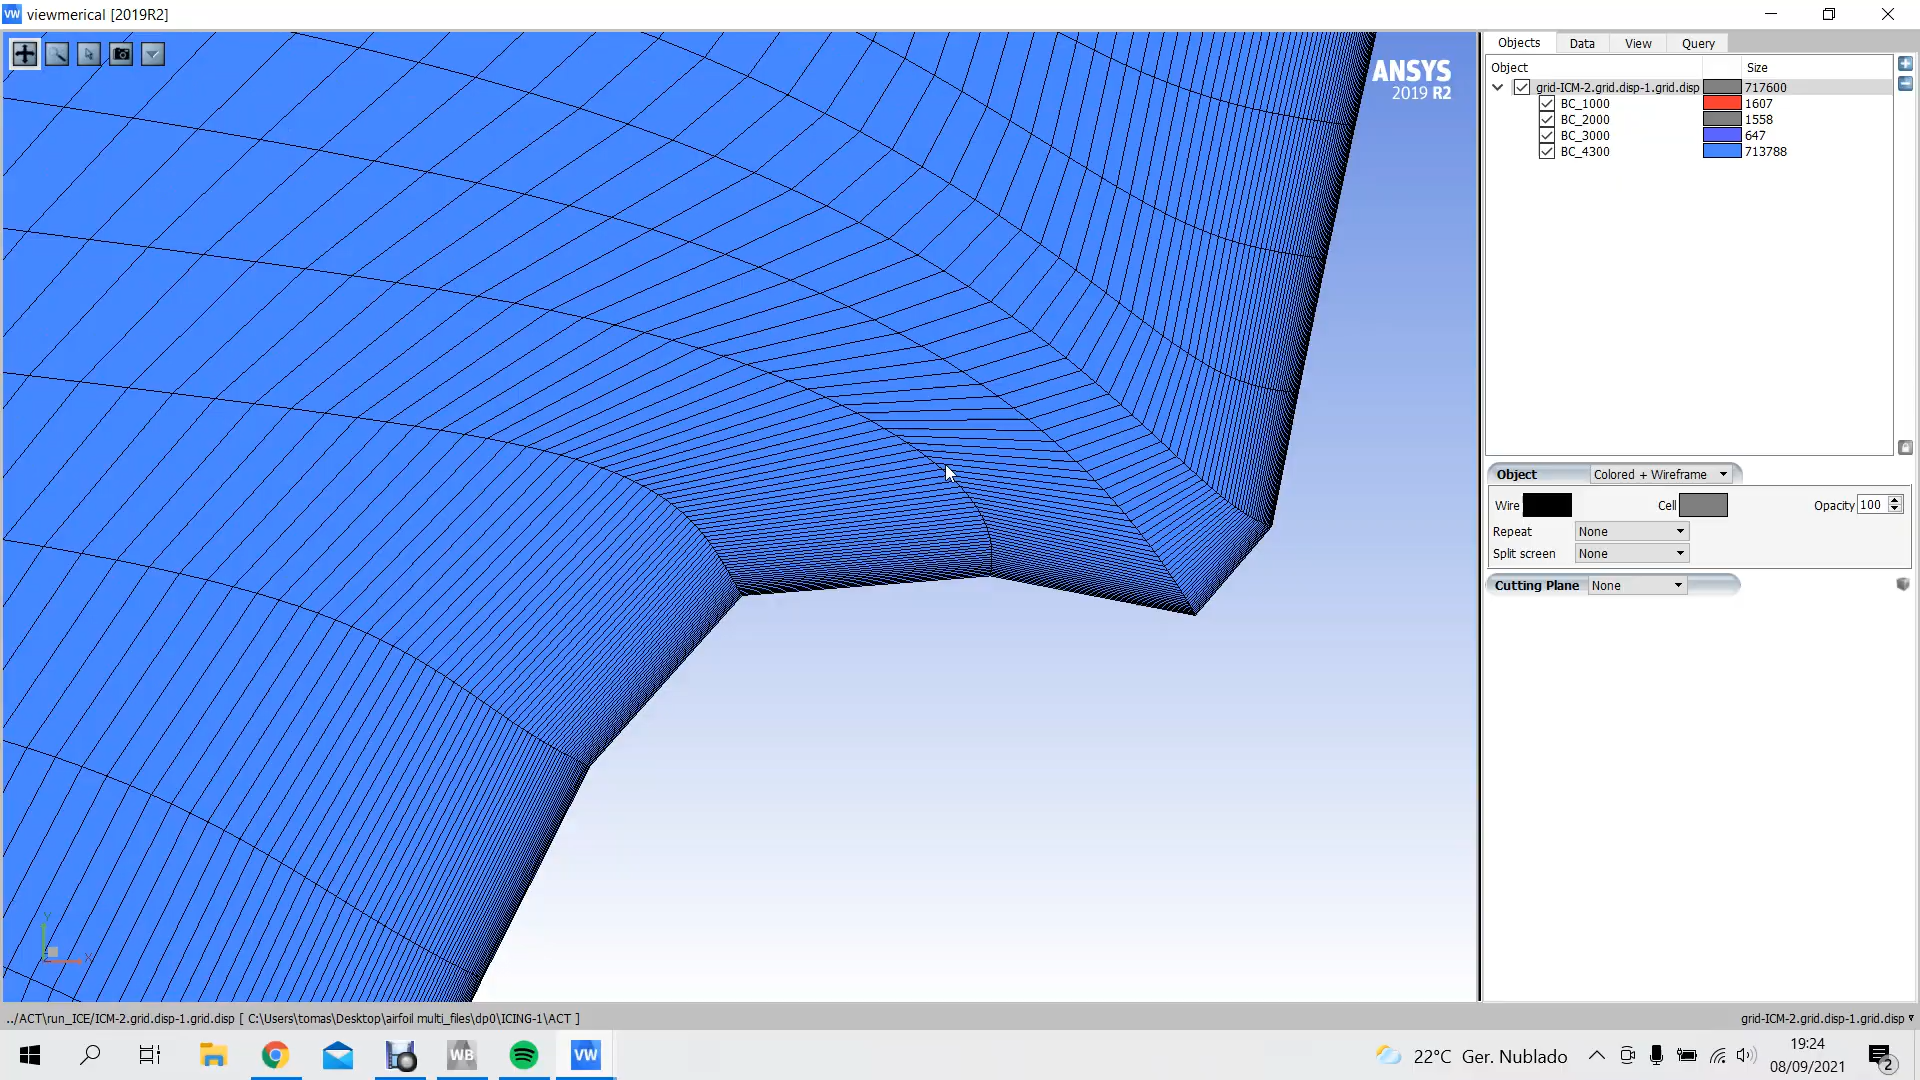 viewmerical [2019R2]
ANSYS
2019 R2
Y
X
Z
Objects Data View Query
Object Size
grid-ICM-2.grid.disp-1.grid.disp 717600
BC_1000 1607
BC_2000 1558
BC_3000 647
BC_4300 713788
Object Colored + Wireframe
Wire Cell Opacity 100
Repeat None
Split screen None
Cutting Plane None
../ACT\run_ICE/ICM-2.grid.disp-1.grid.disp [ C:\Users\tomas\Desktop\airfoil multi_files\dp0\ICING-1\ACT ] grid-ICM-2.grid.disp-1.grid.disp
WB
VW
22°C Ger. Nublado
19:24
08/09/2021
2